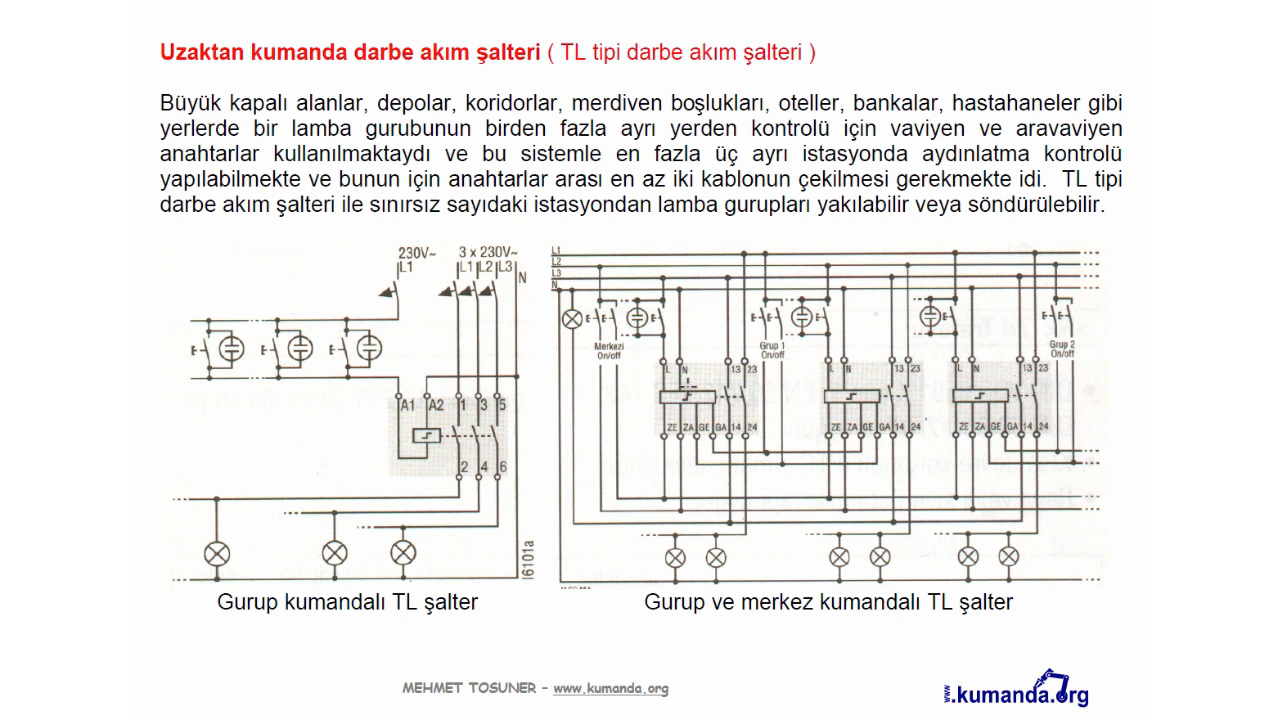 Uzaktan kumanda darbe akım şalteri ( TL tipi darbe akım şalteri )
Büyük kapalı alanlar, depolar, koridorlar, merdiven boşlukları, oteller, bankalar, hastahaneler gibi
yerlerde bir lamba gurubunun birden fazla ayrı yerden kontrolü için vaviyen ve aravaviyen
anahtarlar kullanılmaktaydı ve bu sistemle en fazla üç ayrı istasyonda aydınlatma kontrolü
yapılabilmekte ve bunun için anahtarlar arası en az iki kablonun çekilmesi gerekmekte idi. TL tipi
darbe akım şalteri ile sınırsız sayıdaki istasyondan lamba gurupları yakılabilir veya söndürülebilir.
230V~ 3 x 230V~
L1 L1 L2 L3 N
A1 A2 1 3 5
2 4 6
I6101a
L1
L2
L3
N
Merkezi
On/off
Grup 1
On/off
Grup 2
On/off
L N 13 23 L N 13 23 L N 13 23
ZE ZA GE GA 14 24 ZE ZA GE GA 14 24 ZE ZA GE GA 14 24
Gurup kumandalı TL şalter
Gurup ve merkez kumandalı TL şalter
MEHMET TOSUNER – www.kumanda.org
www.kumanda.org